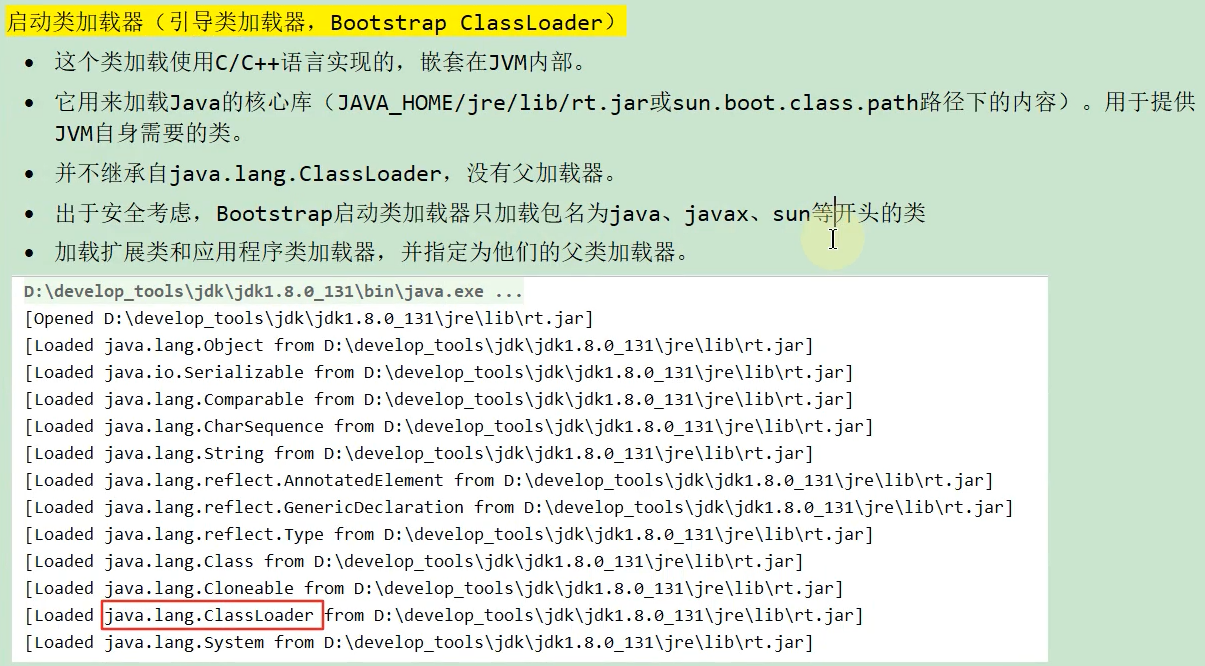 启动类加载器（引导类加载器，Bootstrap ClassLoader）
• 这个类加载使用C/C++语言实现的，嵌套在JVM内部。
• 它用来加载Java的核心库（JAVA_HOME/jre/lib/rt.jar或sun.boot.class.path路径下的内容）。用于提供
JVM自身需要的类。
• 并不继承自java.lang.ClassLoader，没有父加载器。
• 出于安全考虑，Bootstrap启动类加载器只加载包名为java、javax、sun等开头的类
• 加载扩展类和应用程序类加载器，并指定为他们的父类加载器。
D:\develop_tools\jdk\jdk1.8.0_131\bin\java.exe ...
[Opened D:\develop_tools\jdk\jdk1.8.0_131\jre\lib\rt.jar]
[Loaded java.lang.Object from D:\develop_tools\jdk\jdk1.8.0_131\jre\lib\rt.jar]
[Loaded java.io.Serializable from D:\develop_tools\jdk\jdk1.8.0_131\jre\lib\rt.jar]
[Loaded java.lang.Comparable from D:\develop_tools\jdk\jdk1.8.0_131\jre\lib\rt.jar]
[Loaded java.lang.CharSequence from D:\develop_tools\jdk\jdk1.8.0_131\jre\lib\rt.jar]
[Loaded java.lang.String from D:\develop_tools\jdk\jdk1.8.0_131\jre\lib\rt.jar]
[Loaded java.lang.reflect.AnnotatedElement from D:\develop_tools\jdk\jdk1.8.0_131\jre\lib\rt.jar]
[Loaded java.lang.reflect.GenericDeclaration from D:\develop_tools\jdk\jdk1.8.0_131\jre\lib\rt.jar]
[Loaded java.lang.reflect.Type from D:\develop_tools\jdk\jdk1.8.0_131\jre\lib\rt.jar]
[Loaded java.lang.Class from D:\develop_tools\jdk\jdk1.8.0_131\jre\lib\rt.jar]
[Loaded java.lang.Cloneable from D:\develop_tools\jdk\jdk1.8.0_131\jre\lib\rt.jar]
[Loaded java.lang.ClassLoader from D:\develop_tools\jdk\jdk1.8.0_131\jre\lib\rt.jar]
[Loaded java.lang.System from D:\develop_tools\jdk\jdk1.8.0_131\jre\lib\rt.jar]